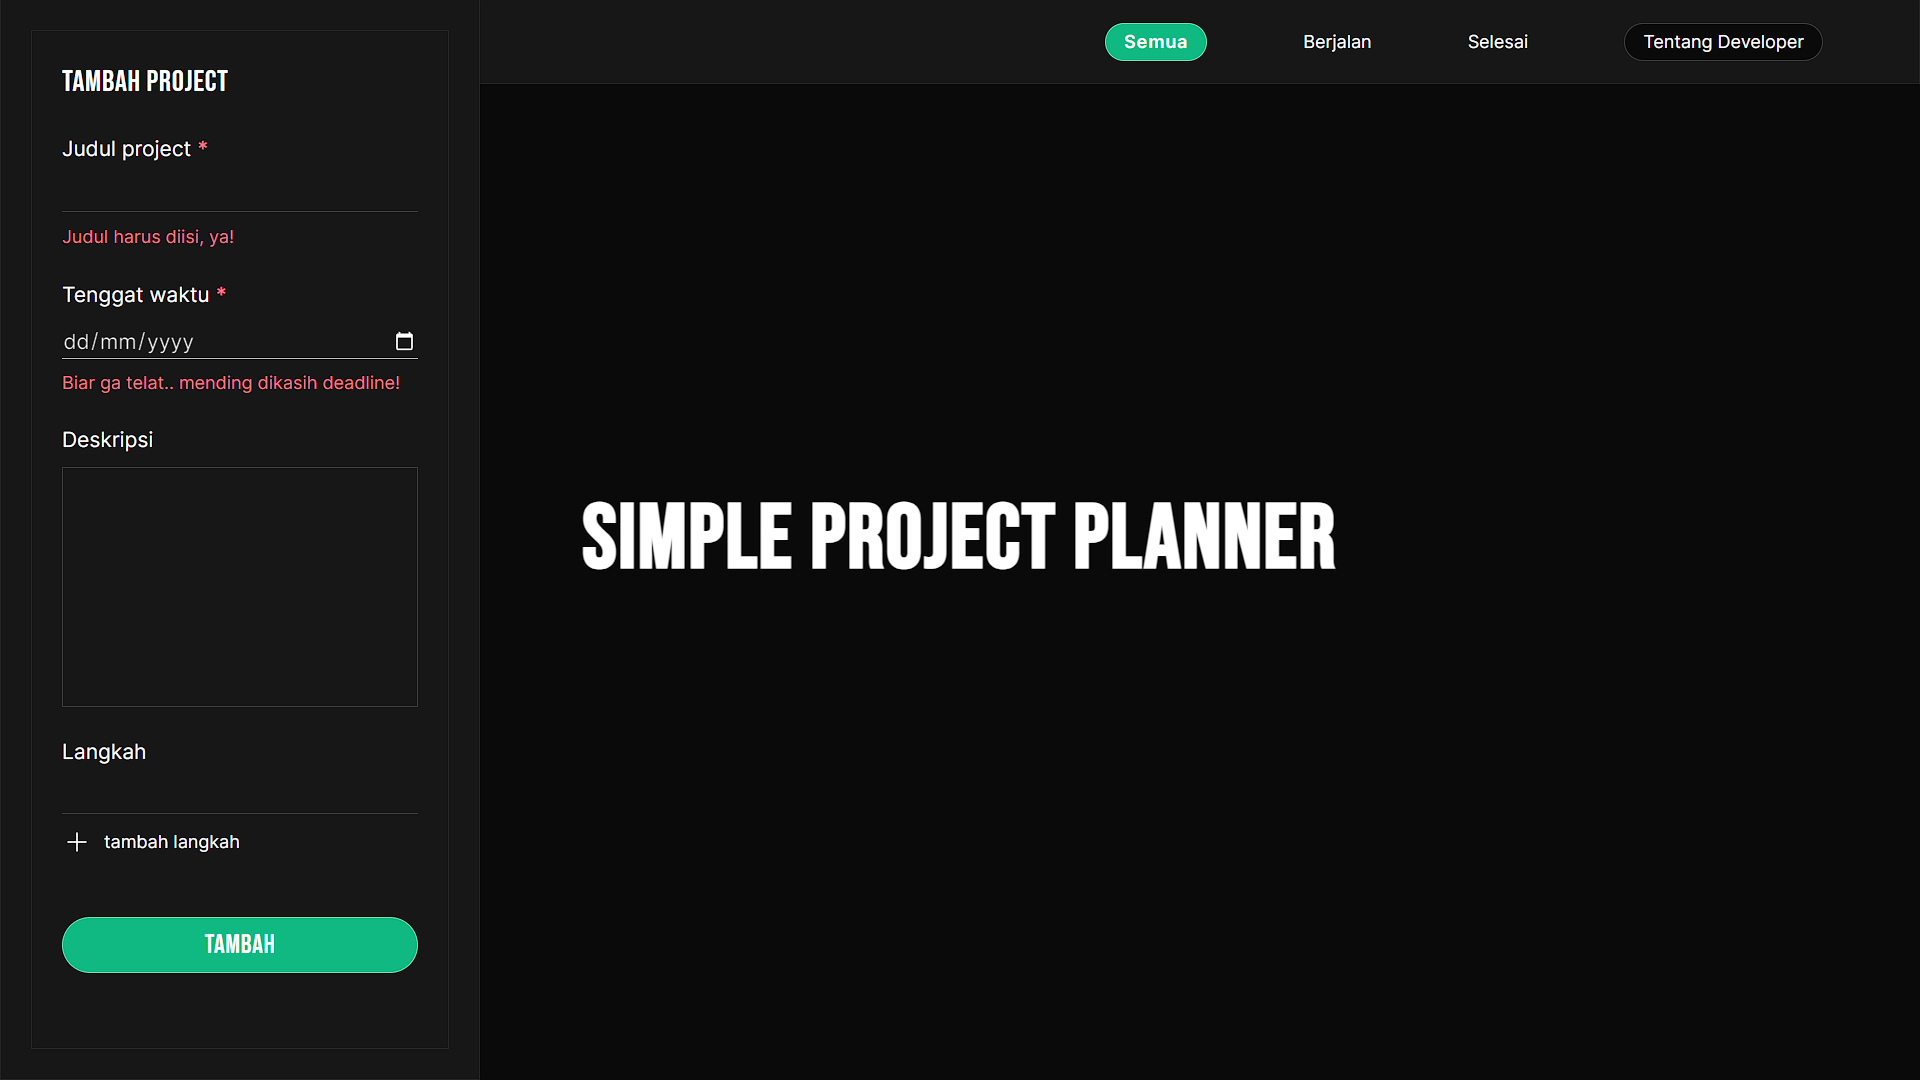 TAMBAH PROJECT
Judul project *
Judul harus diisi, ya!
Tenggat waktu *
dd/mm/yyyy
Biar ga telat.. mending dikasih deadline!
Deskripsi
Langkah
tambah langkah
TAMBAH
Semua
Berjalan
Selesai
Tentang Developer
SIMPLE PROJECT PLANNER